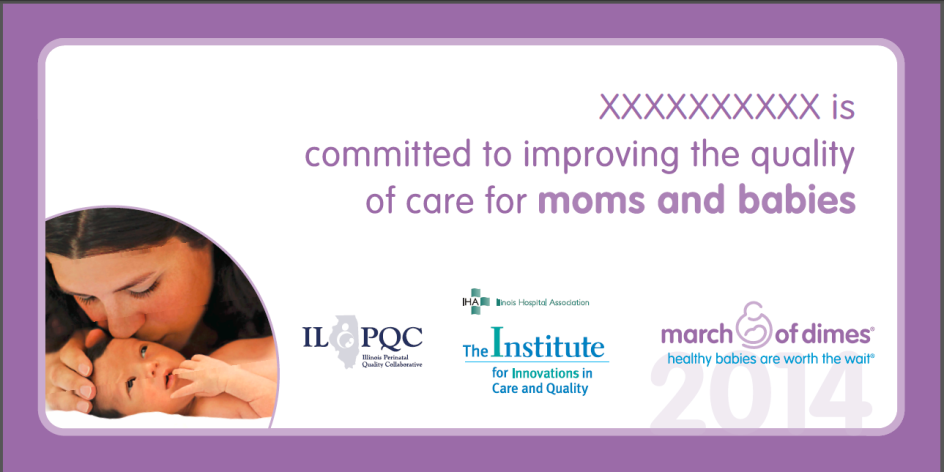 XXXXXXXXXX is
committed to improving the quality
of care for moms and babies
IL PQC
Illinois Perinatal
Quality Collaborative
IHA Illinois Hospital Association
The Institute
for Innovations in
Care and Quality
march of dimes®
healthy babies are worth the wait®
2014